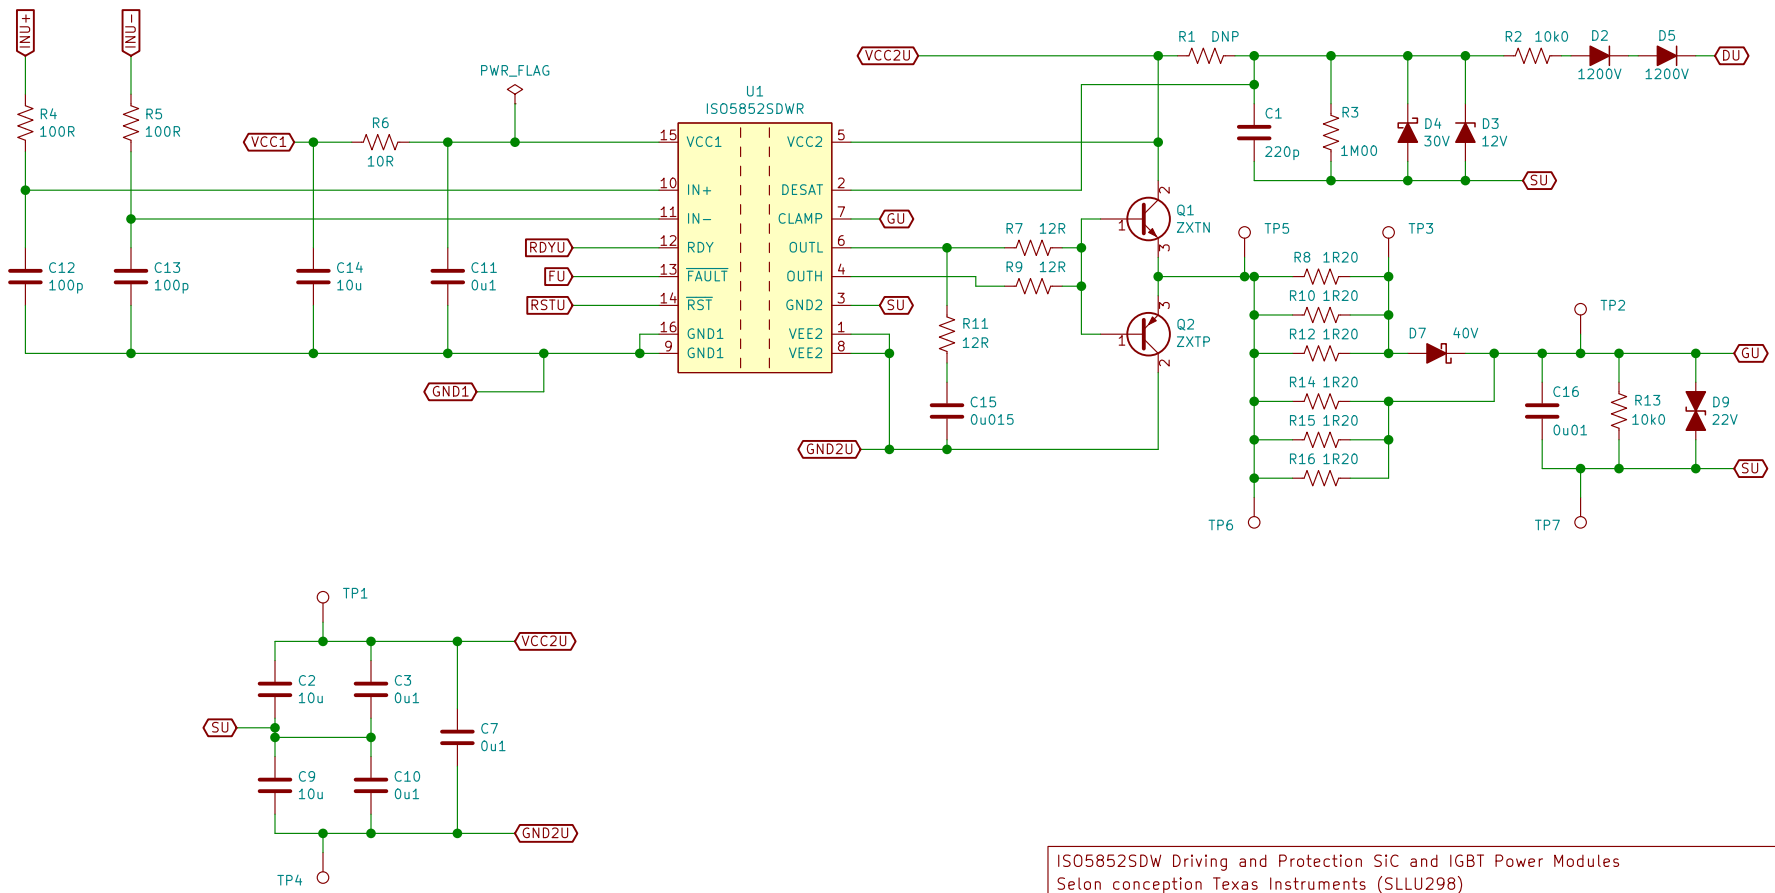 INU+
INU-
R4
100R
R5
100R
C12
100p
C13
100p
VCC1
R6
10R
PWR_FLAG
C14
10u
C11
0u1
GND1
RDYU
FU
RSTU
U1
ISO5852SDWR
15 VCC1
10 IN+
11 IN-
12 RDY
13 FAULT
14 RST
16 GND1
9 GND1
VCC2 5
DESAT 2
CLAMP 7
OUTL 6
OUTH 4
GND2 3
VEE2 1
VEE2 8
GU
SU
VCC2U
R1 DNP
R2 10k0
D2
1200V
D5
1200V
DU
C1
220p
R3
1M00
D4
30V
D3
12V
SU
R7 12R
R9 12R
R11
12R
C15
0u015
GND2U
2
1
3
Q1
ZXTN
3
1
2
Q2
ZXTP
TP5
TP3
R8 1R20
R10 1R20
R12 1R20
R14 1R20
R15 1R20
R16 1R20
TP6
D7 40V
TP2
GU
C16
0u01
R13
10k0
D9
22V
SU
TP7
TP1
VCC2U
C2
10u
C3
0u1
SU
C7
0u1
C9
10u
C10
0u1
GND2U
TP4
ISO5852SDW Driving and Protection SiC and IGBT Power Modules
Selon conception Texas Instruments (SLLU298)